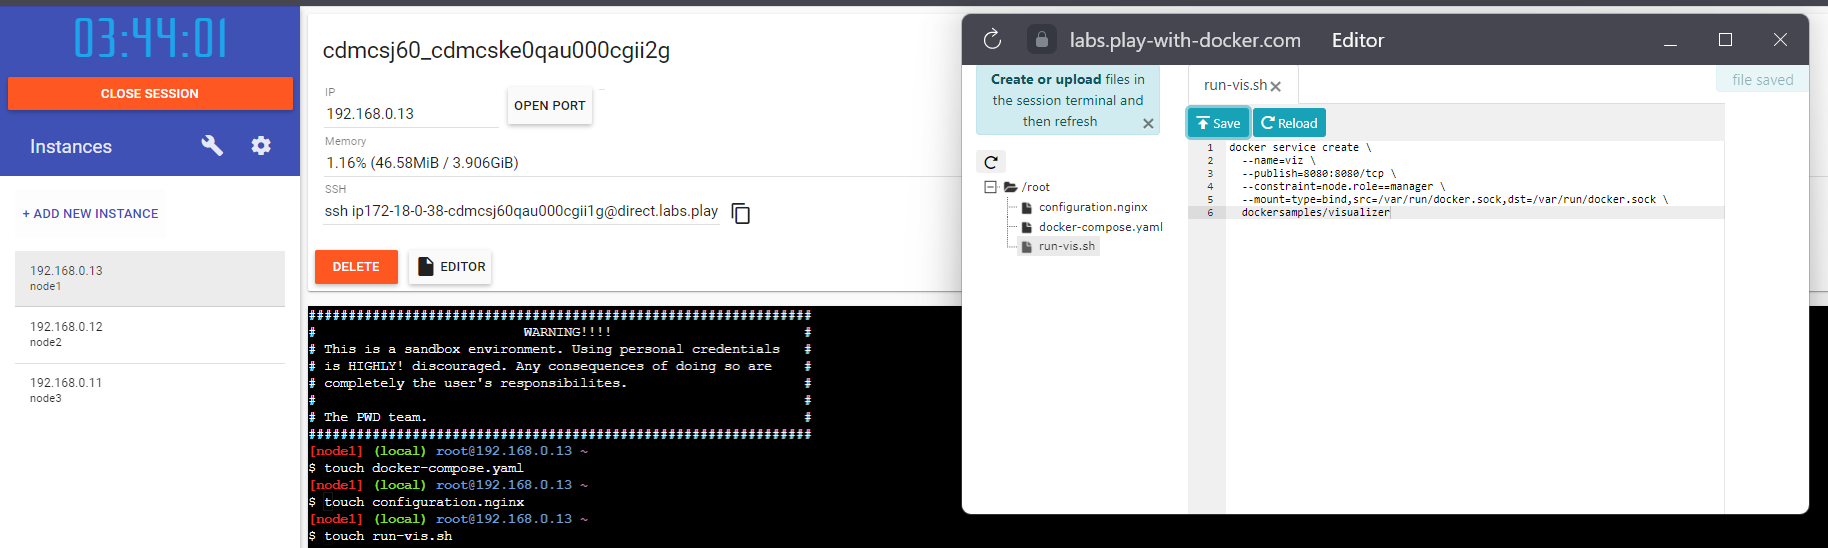 03:44:01
CLOSE SESSION
Instances
+ ADD NEW INSTANCE
192.168.0.13
node1
192.168.0.12
node2
192.168.0.11
node3
cdmcsj60_cdmcske0qau000cgii2g
IP
192.168.0.13
OPEN PORT
Memory
1.16% (46.58MiB / 3.906GiB)
SSH
ssh ip172-18-0-38-cdmcsj60qau000cgii1g@direct.labs.play
DELETE
EDITOR
###############################################################
# WARNING!!!! #
# This is a sandbox environment. Using personal credentials #
# is HIGHLY! discouraged. Any consequences of doing so are #
# completely the user's responsibilites. #
# #
# The PWD team. #
###############################################################
[node1] (local) root@192.168.0.13 ~
$ touch docker-compose.yaml
[node1] (local) root@192.168.0.13 ~
$ touch configuration.nginx
[node1] (local) root@192.168.0.13 ~
$ touch run-vis.sh
labs.play-with-docker.com Editor
Create or upload files in
the session terminal and
then refresh
/root
configuration.nginx
docker-compose.yaml
run-vis.sh
run-vis.sh
file saved
Save Reload
1 docker service create \
2 --name=viz \
3 --publish=8080:8080/tcp \
4 --constraint=node.role==manager \
5 --mount=type=bind,src=/var/run/docker.sock,dst=/var/run/docker.sock \
6 dockersamples/visualizer